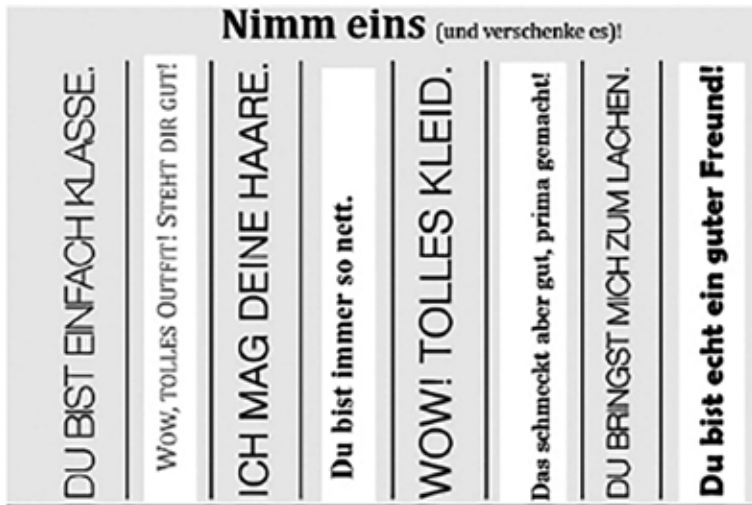 Nimm eins (und verschenke es)!
DU BIST EINFACH KLASSE.
WOW, TOLLES OUTFIT! STEHT DIR GUT!
ICH MAG DEINE HAARE.
Du bist immer so nett.
WOW! TOLLES KLEID.
Das schmeckt aber gut, prima gemacht!
DU BRINGST MICH ZUM LACHEN.
Du bist echt ein guter Freund!